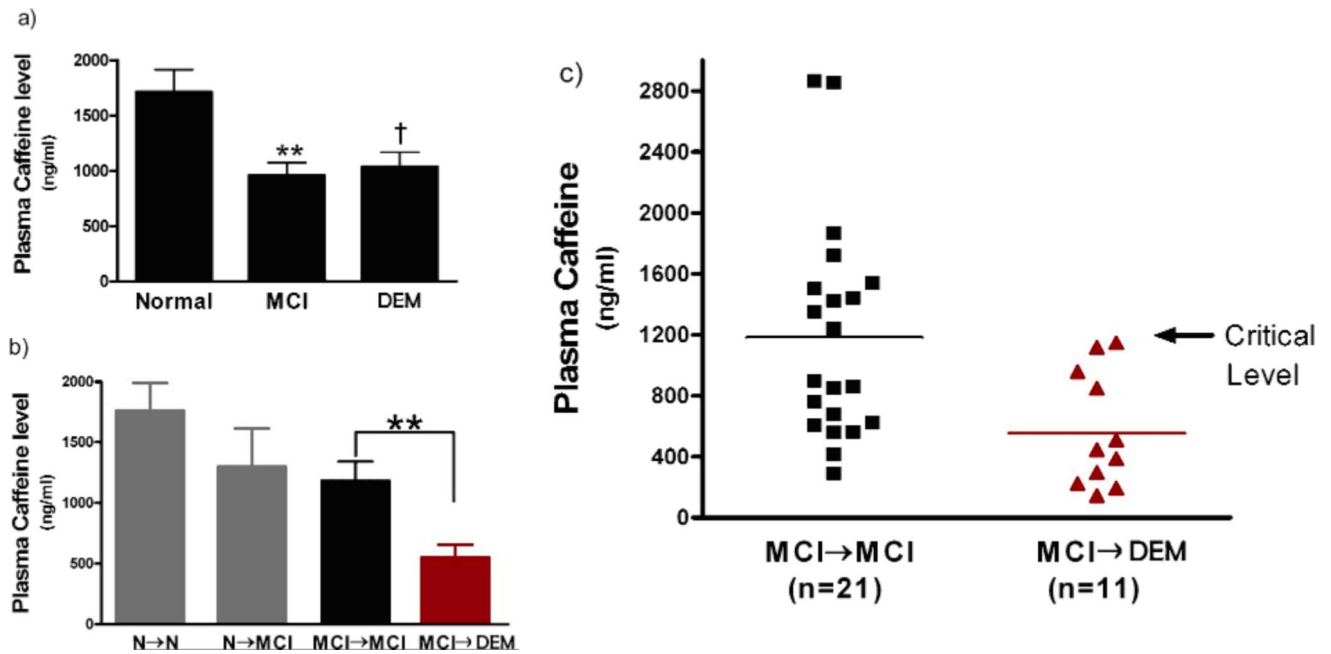 a)
Plasma Caffeine level
(ng/ml)
2000
1500
1000
500
0
**
†
Normal MCI DEM
b)
Plasma Caffeine level
(ng/ml)
2000
1500
1000
500
0
**
N→N N→MCI MCI→MCI MCI→DEM
c)
Plasma Caffeine
(ng/ml)
2800
2400
2000
1600
1200
800
400
0
Critical
Level
MCI→MCI MCI→DEM
(n=21) (n=11)